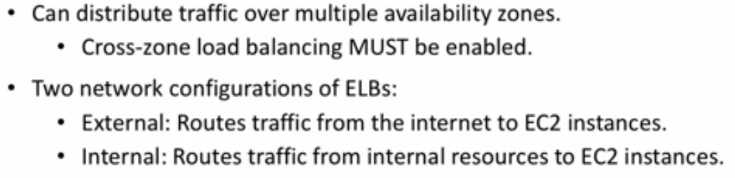 • Can distribute traffic over multiple availability zones.
• Cross-zone load balancing MUST be enabled.
• Two network configurations of ELBs:
• External: Routes traffic from the internet to EC2 instances.
• Internal: Routes traffic from internal resources to EC2 instances.